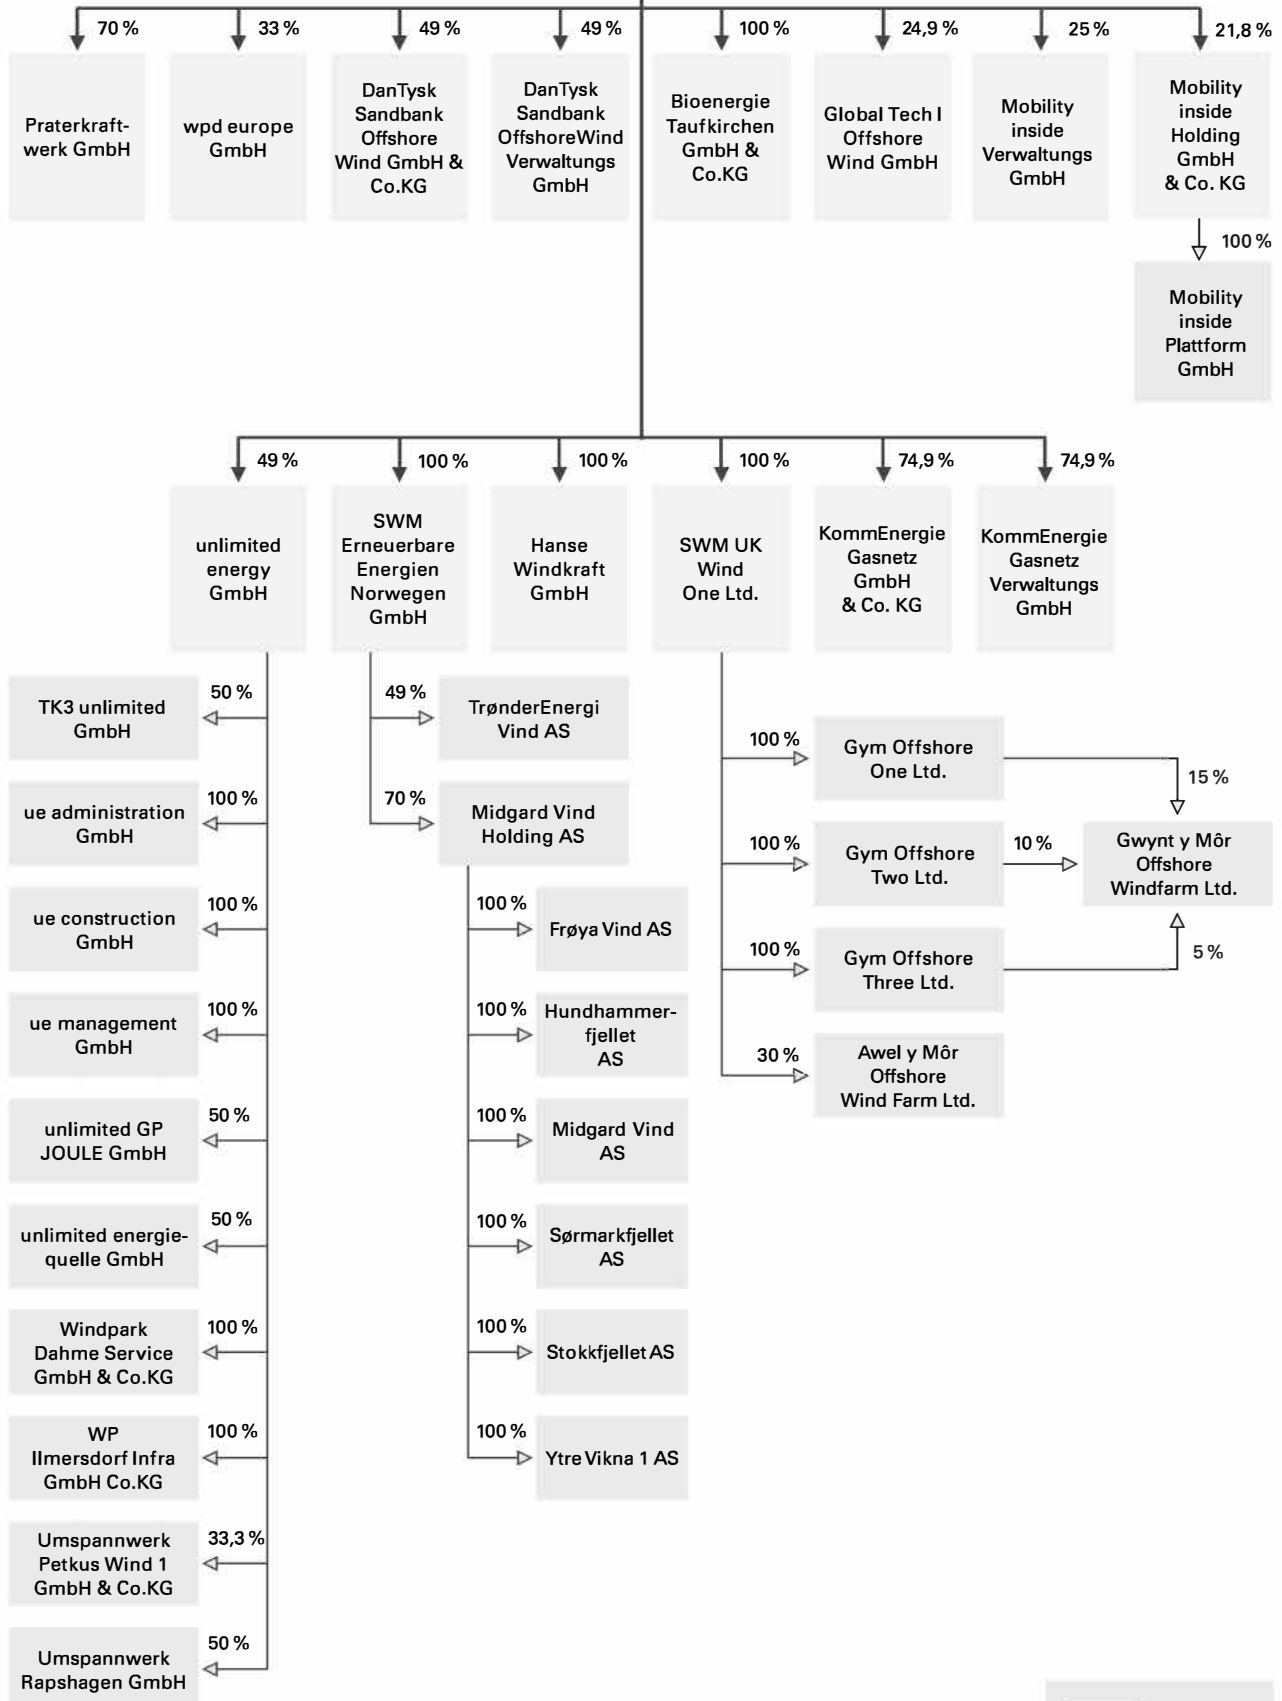 70 %
33 %
49 %
49 %
100 %
24,9 %
25 %
21,8 %
Praterkraft-
werk GmbH
wpd europe
GmbH
DanTysk
Sandbank
Offshore
Wind GmbH &
Co.KG
DanTysk
Sandbank
OffshoreWind
Verwaltungs
GmbH
Bioenergie
Taufkirchen
GmbH &
Co.KG
Global Tech I
Offshore
Wind GmbH
Mobility
inside
Verwaltungs
GmbH
Mobility
inside
Holding
GmbH
& Co. KG
100 %
Mobility
inside
Plattform
GmbH
49 %
100 %
100 %
100 %
74,9 %
74,9 %
unlimited
energy
GmbH
SWM
Erneuerbare
Energien
Norwegen
GmbH
Hanse
Windkraft
GmbH
SWM UK
Wind
One Ltd.
KommEnergie
Gasnetz
GmbH
& Co. KG
KommEnergie
Gasnetz
Verwaltungs
GmbH
50 %
TK3 unlimited
GmbH
100 %
ue administration
GmbH
100 %
ue construction
GmbH
100 %
ue management
GmbH
50 %
unlimited GP
JOULE GmbH
50 %
unlimited energie-
quelle GmbH
100 %
Windpark
Dahme Service
GmbH & Co.KG
100 %
WP
Ilmersdorf Infra
GmbH Co.KG
33,3 %
Umspannwerk
Petkus Wind 1
GmbH & Co.KG
50 %
Umspannwerk
Rapshagen GmbH
49 %
TrønderEnergi
Vind AS
70 %
Midgard Vind
Holding AS
100 %
Frøya Vind AS
100 %
Hundhammer-
fjellet
AS
100 %
Midgard Vind
AS
100 %
Sørmarkfjellet
AS
100 %
Stokkfjellet AS
100 %
Ytre Vikna 1 AS
100 %
Gym Offshore
One Ltd.
15 %
100 %
Gym Offshore
Two Ltd.
10 %
Gwynt y Môr
Offshore
Windfarm Ltd.
100 %
Gym Offshore
Three Ltd.
5 %
30 %
Awel y Môr
Offshore
Wind Farm Ltd.